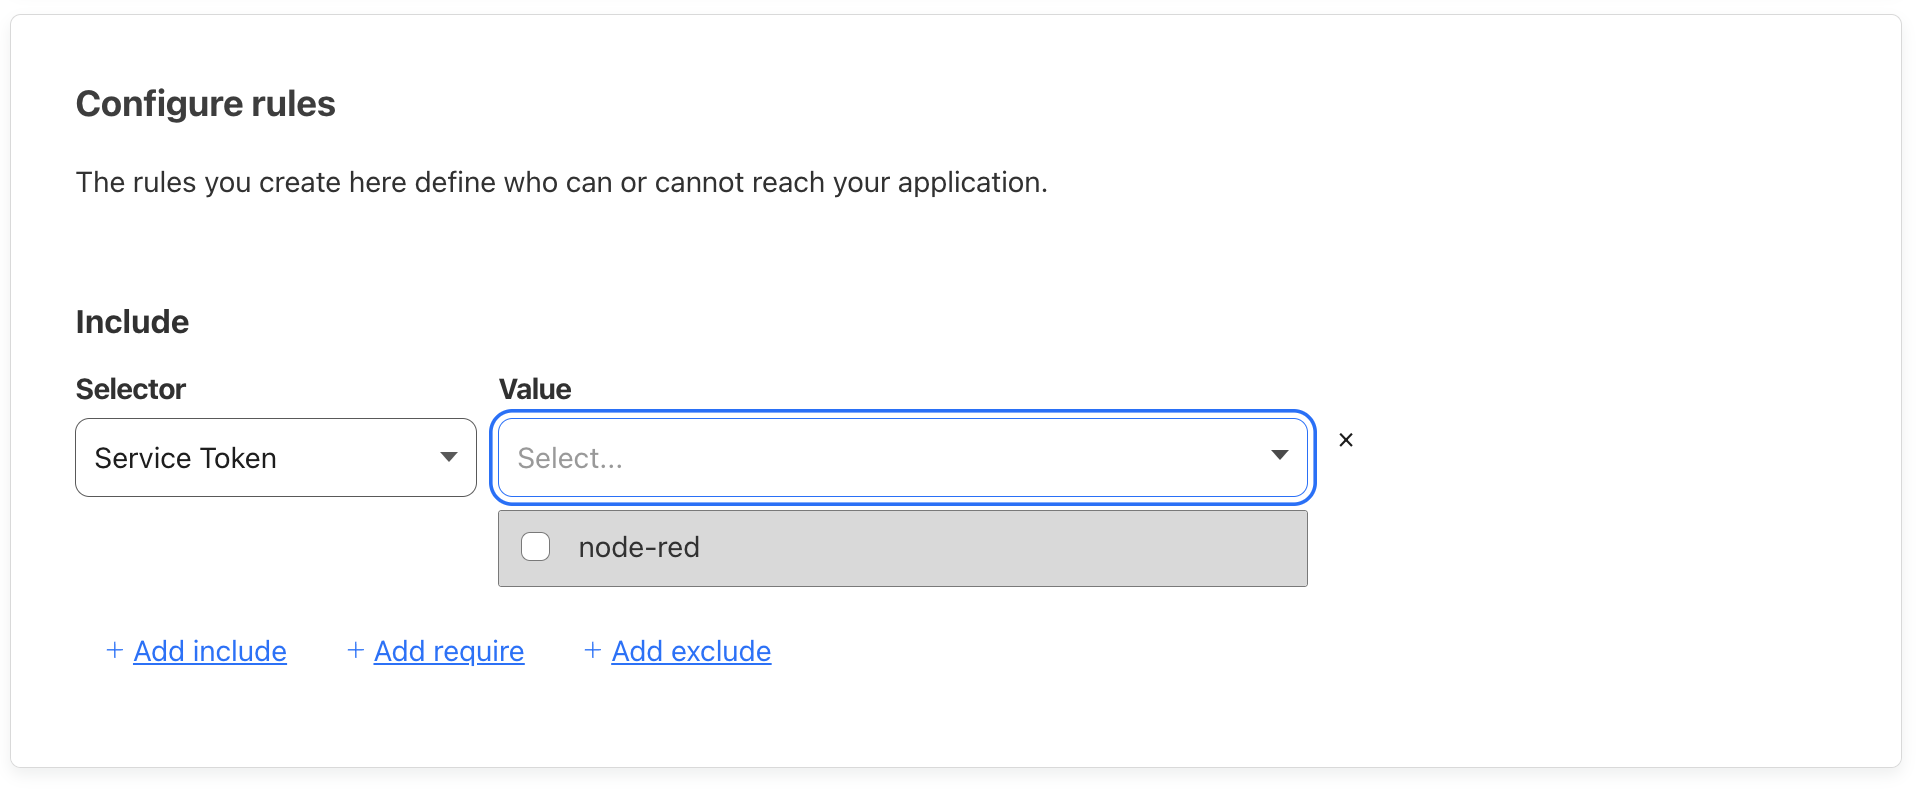 Configure rules
The rules you create here define who can or cannot reach your application.
Include
Selector Value
Service Token Select... ×
node-red
+ Add include + Add require + Add exclude